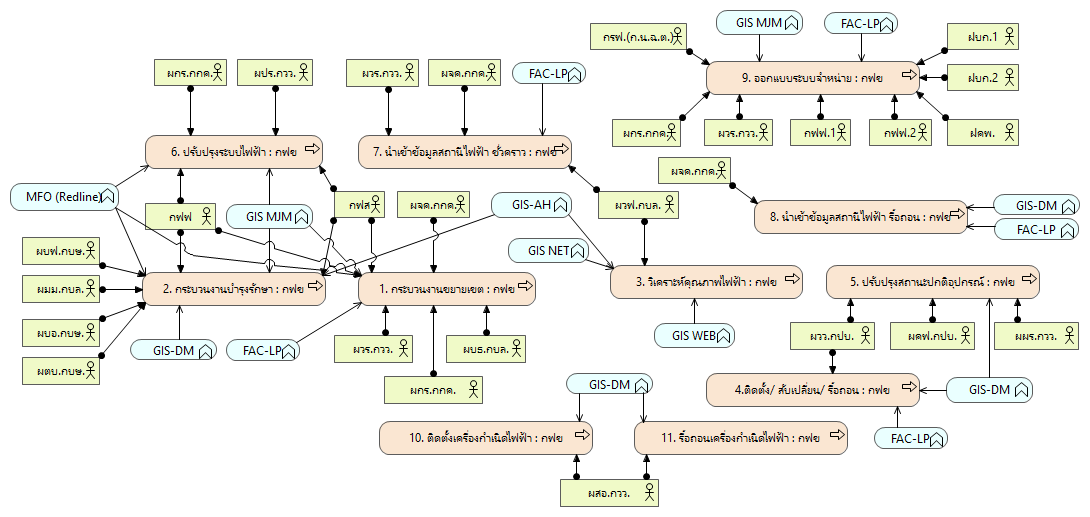 GIS MJM
FAC-LP
กรฟ.(ก.น.ฉ.ต.)
ฝบก.1
9. ออกแบบระบบจำหน่าย : กฟข
ฝบก.2
ผกร.กกค.
ผวร.กวว.
กฟฟ.1
กฟฟ.2
ฝคพ.
ผกร.กกค.
ผปร.กวว.
ผวร.กวว.
ผจค.กกค.
FAC-LP
6. ปรับปรุงระบบไฟฟ้า : กฟข
7. นำเข้าข้อมูลสถานีไฟฟ้า ชั่วคราว : กฟข
MFO (Redline)
กฟฟ
GIS MJM
กฟส
ผจค.กกค.
GIS-AH
ผวฟ.กบล.
ผจค.กกค.
8. นำเข้าข้อมูลสถานีไฟฟ้า รื้อถอน : กฟข
GIS-DM
FAC-LP
ผบฟ.กบษ.
ผมม.กบล.
ผบอ.กบษ.
ผตบ.กบษ.
2. กระบวนงานบำรุงรักษา : กฟข
1. กระบวนงานขยายเขต : กฟข
GIS NET
3. วิเคราะห์คุณภาพไฟฟ้า : กฟข
5. ปรับปรุงสถานะปกติอุปกรณ์ : กฟข
GIS-DM
FAC-LP
ผวร.กวว.
ผบธ.กบล.
ผกร.กกค.
GIS WEB
ผวว.กปบ.
ผคฟ.กปบ.
ผผร.กวว.
GIS-DM
4.ติดตั้ง/ สับเปลี่ยน/ รื้อถอน : กฟข
GIS-DM
FAC-LP
10. ติดตั้งเครื่องกำเนิดไฟฟ้า : กฟข
11. รื้อถอนเครื่องกำเนิดไฟฟ้า : กฟข
ผสอ.กวว.